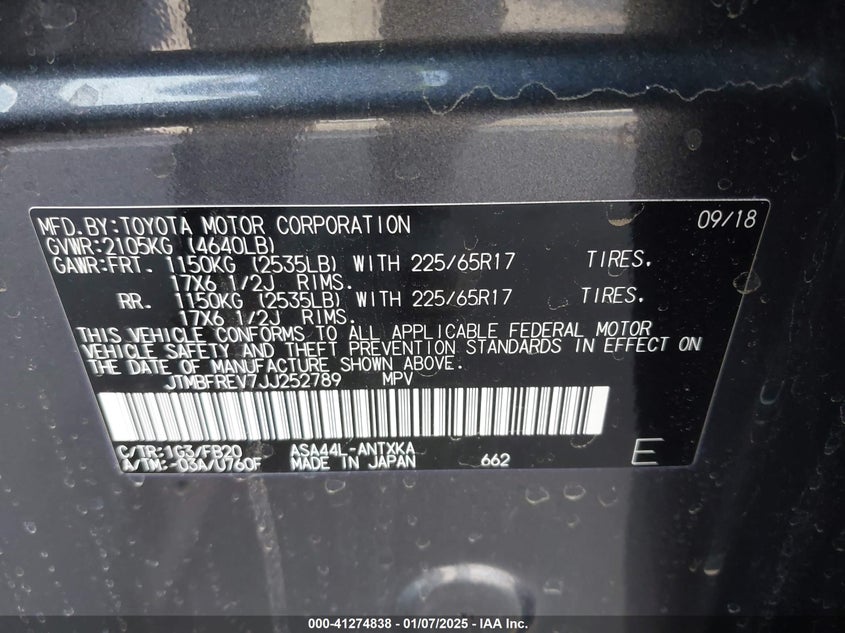 MFD.BY:TOYOTA MOTOR CORPORATION 09/18
GVWR:2105KG (4640LB)
GAWR:FRT. 1150KG (2535LB) WITH 225/65R17 TIRES.
17X6 1/2J RIMS.
RR. 1150KG (2535LB) WITH 225/65R17 TIRES.
17X6 1/2J RIMS.
THIS VEHICLE CONFORMS TO ALL APPLICABLE FEDERAL MOTOR
VEHICLE SAFETY AND THEFT PREVENTION STANDARDS IN EFFECT ON
THE DATE OF MANUFACTURE SHOWN ABOVE.
JTMBFREV7JJ252789 MPV
C/TR:1G3/FB20 ASA44L-ANTXKA
A/TM:-03A/U760F MADE IN JAPAN 662 E
000-41274838 - 01/07/2025 - IAA Inc.